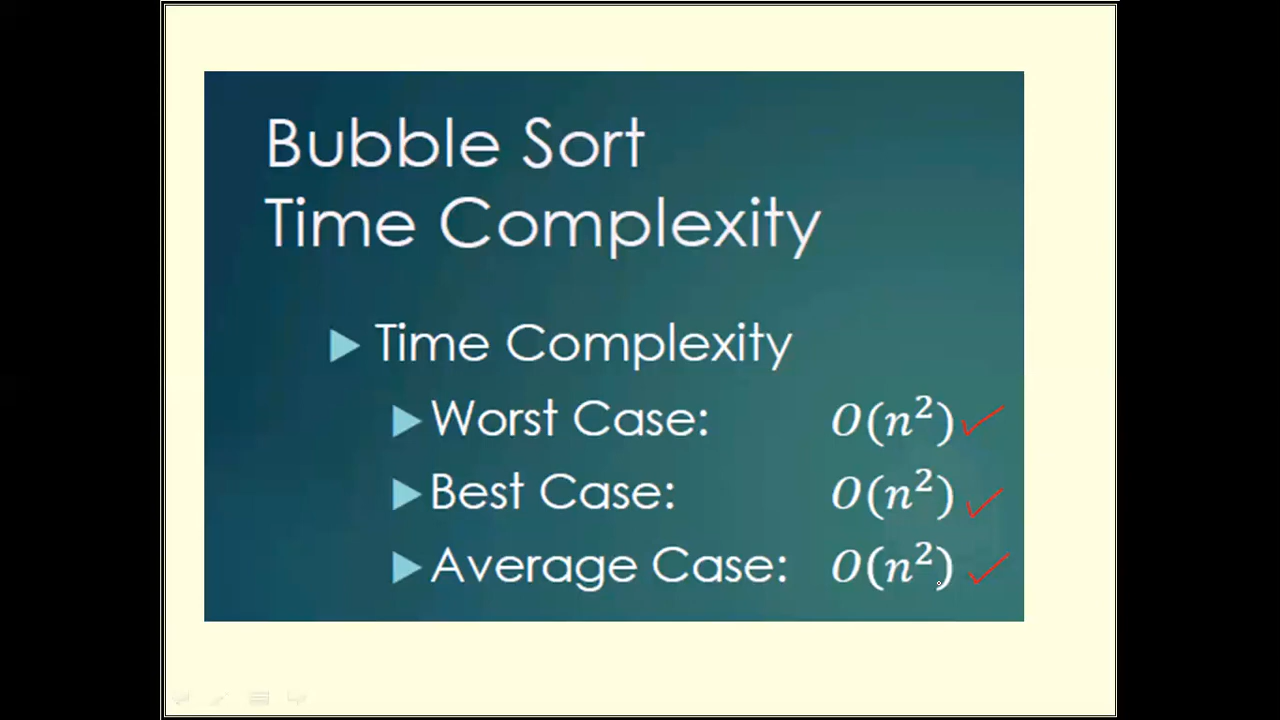 Bubble Sort
Time Complexity
Time Complexity
Worst Case: O(n²)
Best Case: O(n²)
Average Case: O(n²)